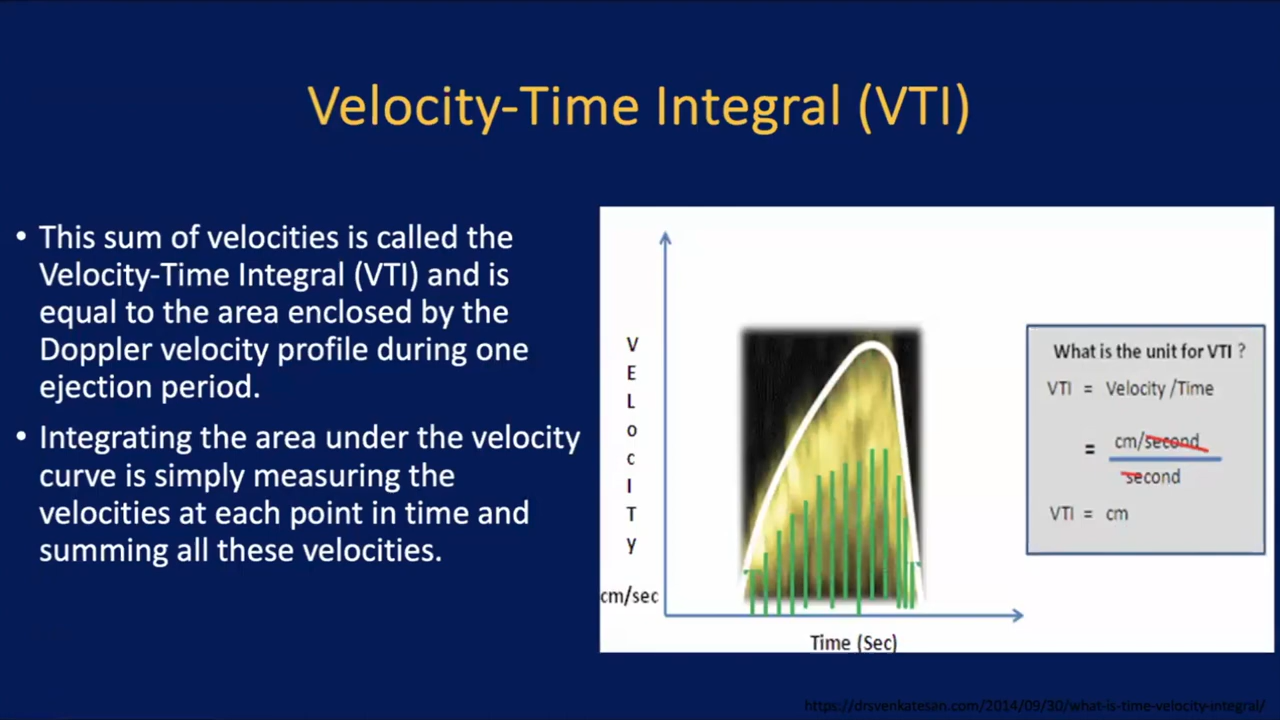 Velocity-Time Integral (VTI)
• This sum of velocities is called the
Velocity-Time Integral (VTI) and is
equal to the area enclosed by the
Doppler velocity profile during one
ejection period.
• Integrating the area under the velocity
curve is simply measuring the
velocities at each point in time and
summing all these velocities.
V
E
L
o
c
I
T
y
cm/sec
Time (Sec)
What is the unit for VTI ?
VTI = Velocity /Time
= cm/second
second
VTI = cm
https://drsvenkatesan.com/2014/09/30/what-is-time-velocity-integral/